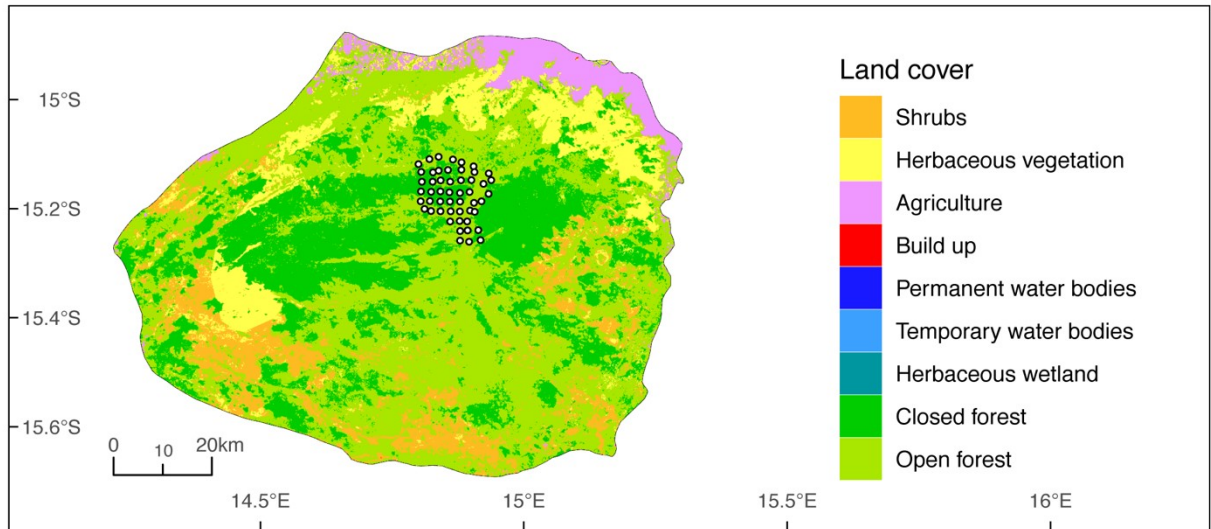 Land cover
Shrubs
Herbaceous vegetation
Agriculture
Build up
Permanent water bodies
Temporary water bodies
Herbaceous wetland
Closed forest
Open forest
15°S
15.2°S
15.4°S
15.6°S
0 10 20km
14.5°E 15°E 15.5°E 16°E